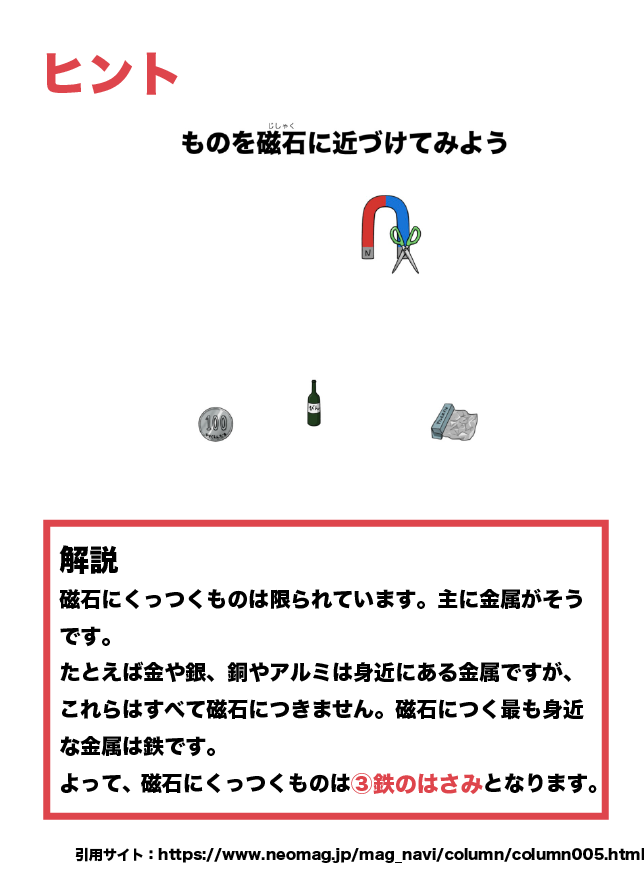 ヒント
じしゃく
ものを磁石に近づけてみよう
N
100
びん
解説
磁石にくっつくものは限られています。主に金属がそう
です。
たとえば金や銀、銅やアルミは身近にある金属ですが、
これらはすべて磁石につきません。磁石につく最も身近
な金属は鉄です。
よって、磁石にくっつくものは③鉄のはさみとなります。
引用サイト：https://www.neomag.jp/mag_navi/column/column005.html